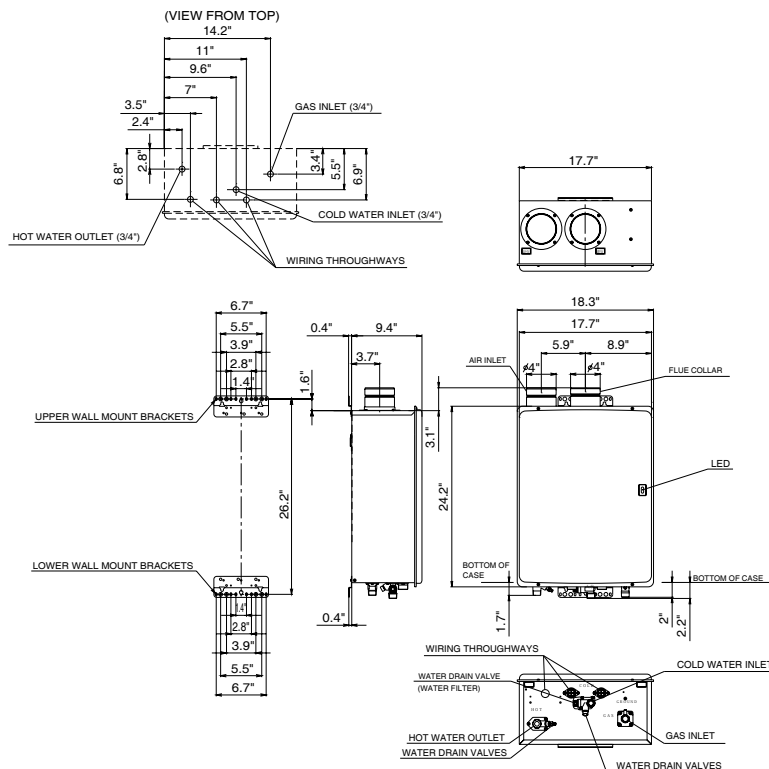 (VIEW FROM TOP)
14.2"
11"
9.6"
7"
3.5"
2.4"
GAS INLET (3/4")
6.8"
2.8"
3.4"
5.5"
6.9"
COLD WATER INLET (3/4")
HOT WATER OUTLET (3/4")
WIRING THROUGHWAYS
17.7"
6.7"
5.5"
3.9"
2.8"
1.4"
UPPER WALL MOUNT BRACKETS
26.2"
LOWER WALL MOUNT BRACKETS
1.4"
2.8"
3.9"
5.5"
6.7"
0.4"
9.4"
3.7"
1.6"
0.4"
18.3"
17.7"
5.9"
8.9"
AIR INLET
ø4"
ø4"
FLUE COLLAR
3.1"
24.2"
LED
BOTTOM OF
CASE
BOTTOM OF CASE
1.7"
2"
2.2"
WIRING THROUGHWAYS
WATER DRAIN VALVE
(WATER FILTER)
COLD WATER INLET
COLD
HOT
GROUND
GAS
HOT WATER OUTLET
GAS INLET
WATER DRAIN VALVES
WATER DRAIN VALVES